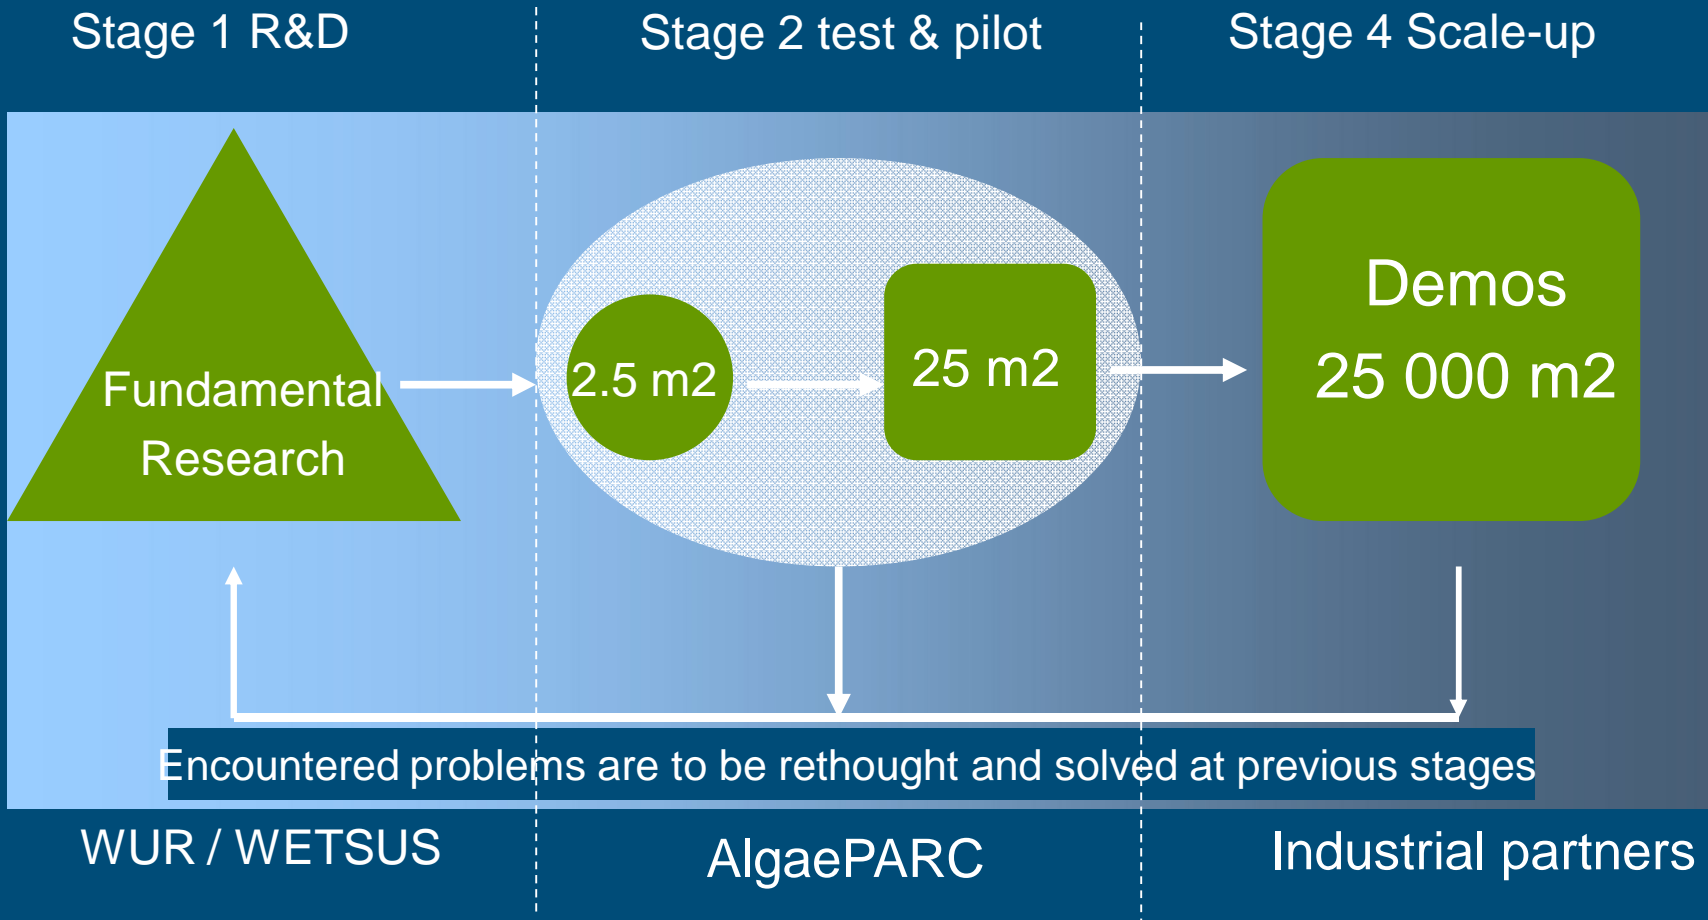 Stage 1 R&D
Stage 2 test & pilot
Stage 4 Scale-up
Fundamental
Research
2.5 m2
25 m2
Demos
25 000 m2
Encountered problems are to be rethought and solved at previous stages
WUR / WETSUS
AlgaePARC
Industrial partners